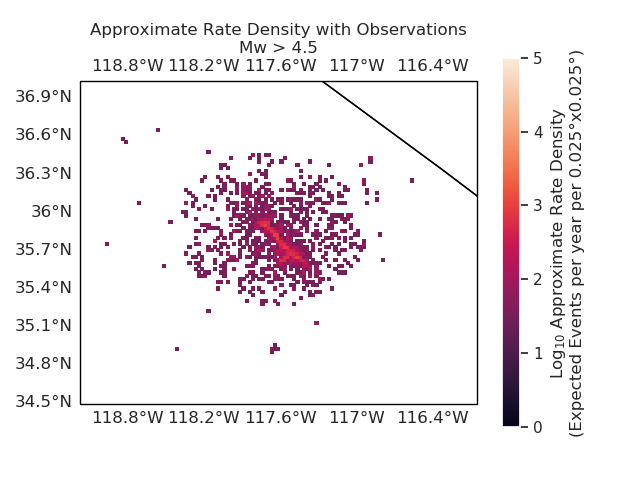 Approximate Rate Density with Observations
Mw > 4.5
118.8°W 118.2°W 117.6°W 117°W 116.4°W
36.9°N
36.6°N
36.3°N
36°N
35.7°N
35.4°N
35.1°N
34.8°N
34.5°N
118.8°W 118.2°W 117.6°W 117°W 116.4°W
5
4
3
2
1
0
Log₁₀ Approximate Rate Density
(Expected Events per year per 0.025°x0.025°)